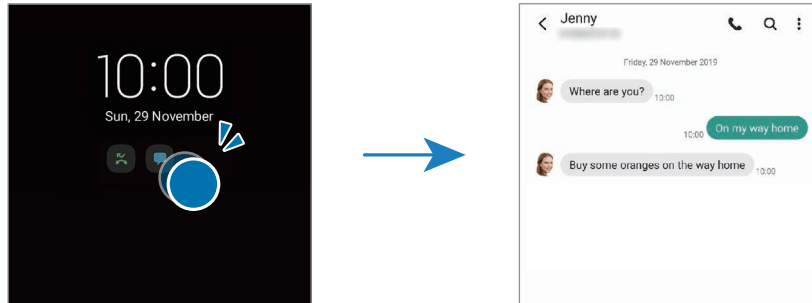 10:00
Sun, 29 November
Jenny
Friday, 29 November 2019
Where are you?
10:00
10:00
On my way home
Buy some oranges on the way home
10:00